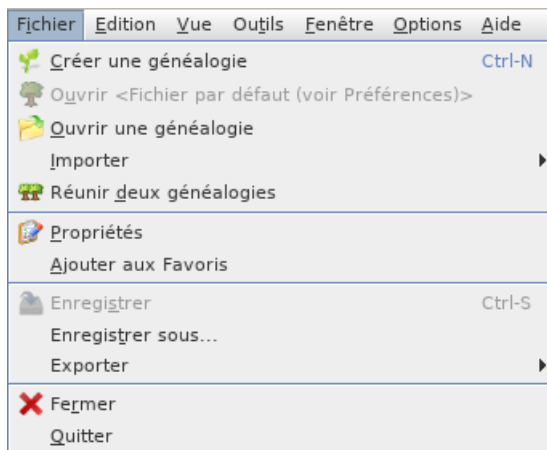 Fichier Edition Vue Outils Fenêtre Options Aide
Créer une généalogie Ctrl-N
Ouvrir <Fichier par défaut (voir Préférences)>
Ouvrir une généalogie
Importer
Réunir deux généalogies
Propriétés
Ajouter aux Favoris
Enregistrer Ctrl-S
Enregistrer sous...
Exporter
Fermer
Quitter